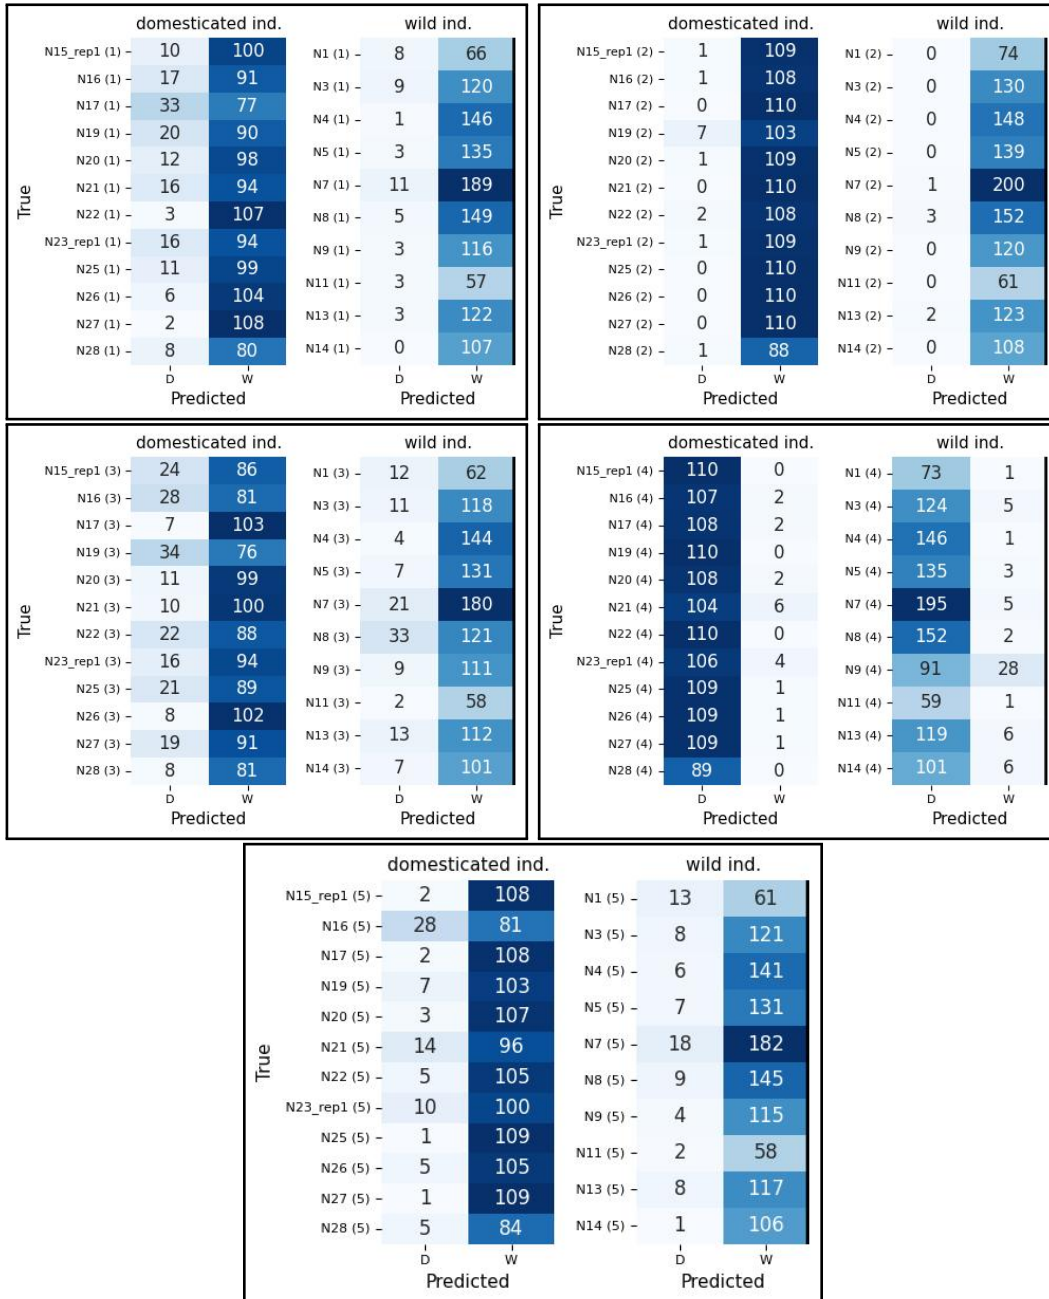 domesticated ind.
N15_rep1 (1) 10 100
N16 (1) 17 91
N17 (1) 33 77
N19 (1) 20 90
N20 (1) 12 98
N21 (1) 16 94
N22 (1) 3 107
N23_rep1 (1) 16 94
N25 (1) 11 99
N26 (1) 6 104
N27 (1) 2 108
N28 (1) 8 80
D W
Predicted
True
wild ind.
N1 (1) 8 66
N3 (1) 9 120
N4 (1) 1 146
N5 (1) 3 135
N7 (1) 11 189
N8 (1) 5 149
N9 (1) 3 116
N11 (1) 3 57
N13 (1) 3 122
N14 (1) 0 107
D W
Predicted
domesticated ind.
N15_rep1 (2) 1 109
N16 (2) 1 108
N17 (2) 0 110
N19 (2) 7 103
N20 (2) 1 109
N21 (2) 0 110
N22 (2) 2 108
N23_rep1 (2) 1 109
N25 (2) 0 110
N26 (2) 0 110
N27 (2) 0 110
N28 (2) 1 88
D W
Predicted
True
wild ind.
N1 (2) 0 74
N3 (2) 0 130
N4 (2) 0 148
N5 (2) 0 139
N7 (2) 1 200
N8 (2) 3 152
N9 (2) 0 120
N11 (2) 0 61
N13 (2) 2 123
N14 (2) 0 108
D W
Predicted
domesticated ind.
N15_rep1 (3) 24 86
N16 (3) 28 81
N17 (3) 7 103
N19 (3) 34 76
N20 (3) 11 99
N21 (3) 10 100
N22 (3) 22 88
N23_rep1 (3) 16 94
N25 (3) 21 89
N26 (3) 8 102
N27 (3) 19 91
N28 (3) 8 81
D W
Predicted
True
wild ind.
N1 (3) 12 62
N3 (3) 11 118
N4 (3) 4 144
N5 (3) 7 131
N7 (3) 21 180
N8 (3) 33 121
N9 (3) 9 111
N11 (3) 2 58
N13 (3) 13 112
N14 (3) 7 101
D W
Predicted
domesticated ind.
N15_rep1 (4) 110 0
N16 (4) 107 2
N17 (4) 108 2
N19 (4) 110 0
N20 (4) 108 2
N21 (4) 104 6
N22 (4) 110 0
N23_rep1 (4) 106 4
N25 (4) 109 1
N26 (4) 109 1
N27 (4) 109 1
N28 (4) 89 0
D W
Predicted
True
wild ind.
N1 (4) 73 1
N3 (4) 124 5
N4 (4) 146 1
N5 (4) 135 3
N7 (4) 195 5
N8 (4) 152 2
N9 (4) 91 28
N11 (4) 59 1
N13 (4) 119 6
N14 (4) 101 6
D W
Predicted
domesticated ind.
N15_rep1 (5) 2 108
N16 (5) 28 81
N17 (5) 2 108
N19 (5) 7 103
N20 (5) 3 107
N21 (5) 14 96
N22 (5) 5 105
N23_rep1 (5) 10 100
N25 (5) 1 109
N26 (5) 5 105
N27 (5) 1 109
N28 (5) 5 84
D W
Predicted
True
wild ind.
N1 (5) 13 61
N3 (5) 8 121
N4 (5) 6 141
N5 (5) 7 131
N7 (5) 18 182
N8 (5) 9 145
N9 (5) 4 115
N11 (5) 2 58
N13 (5) 8 117
N14 (5) 1 106
D W
Predicted